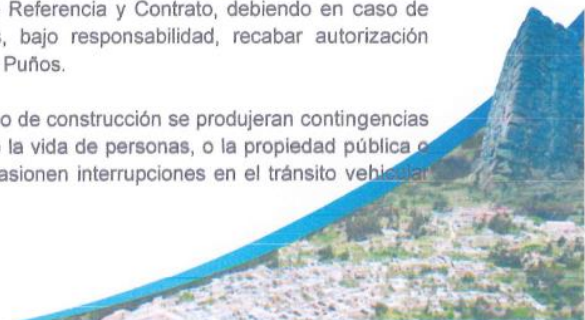 Referencia y Contrato, debiendo en caso de
, bajo responsabilidad, recabar autorización
Puños.
o de construcción se produjeran contingencias
la vida de personas, o la propiedad pública o
asionen interrupciones en el tránsito vehicular